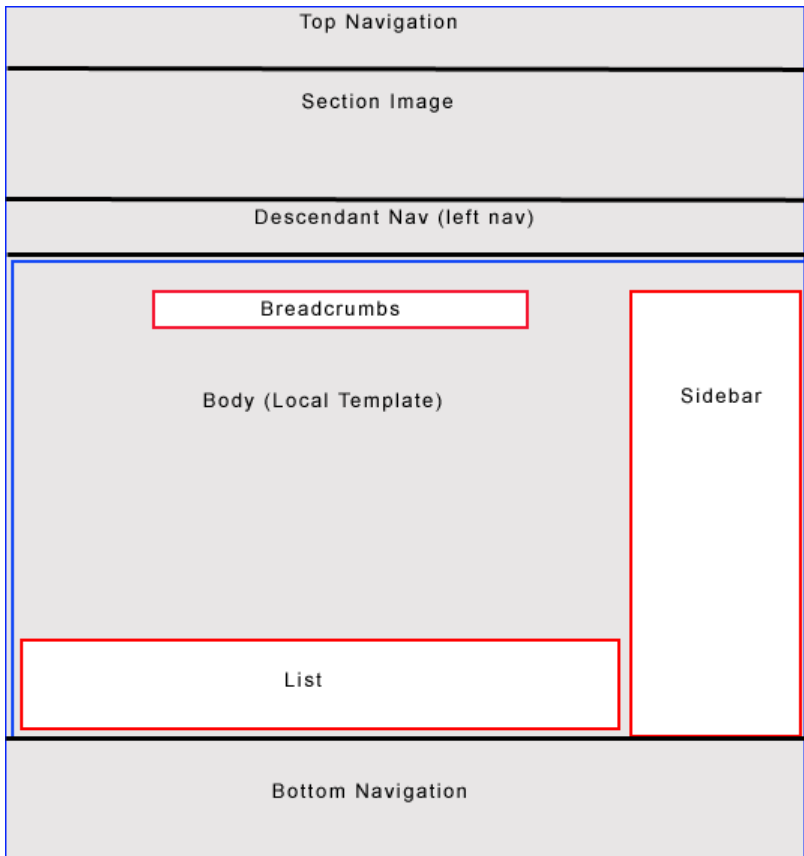 Top Navigation
Section Image
Descendant Nav (left nav)
Breadcrumbs
Body (Local Template)
Sidebar
List
Bottom Navigation